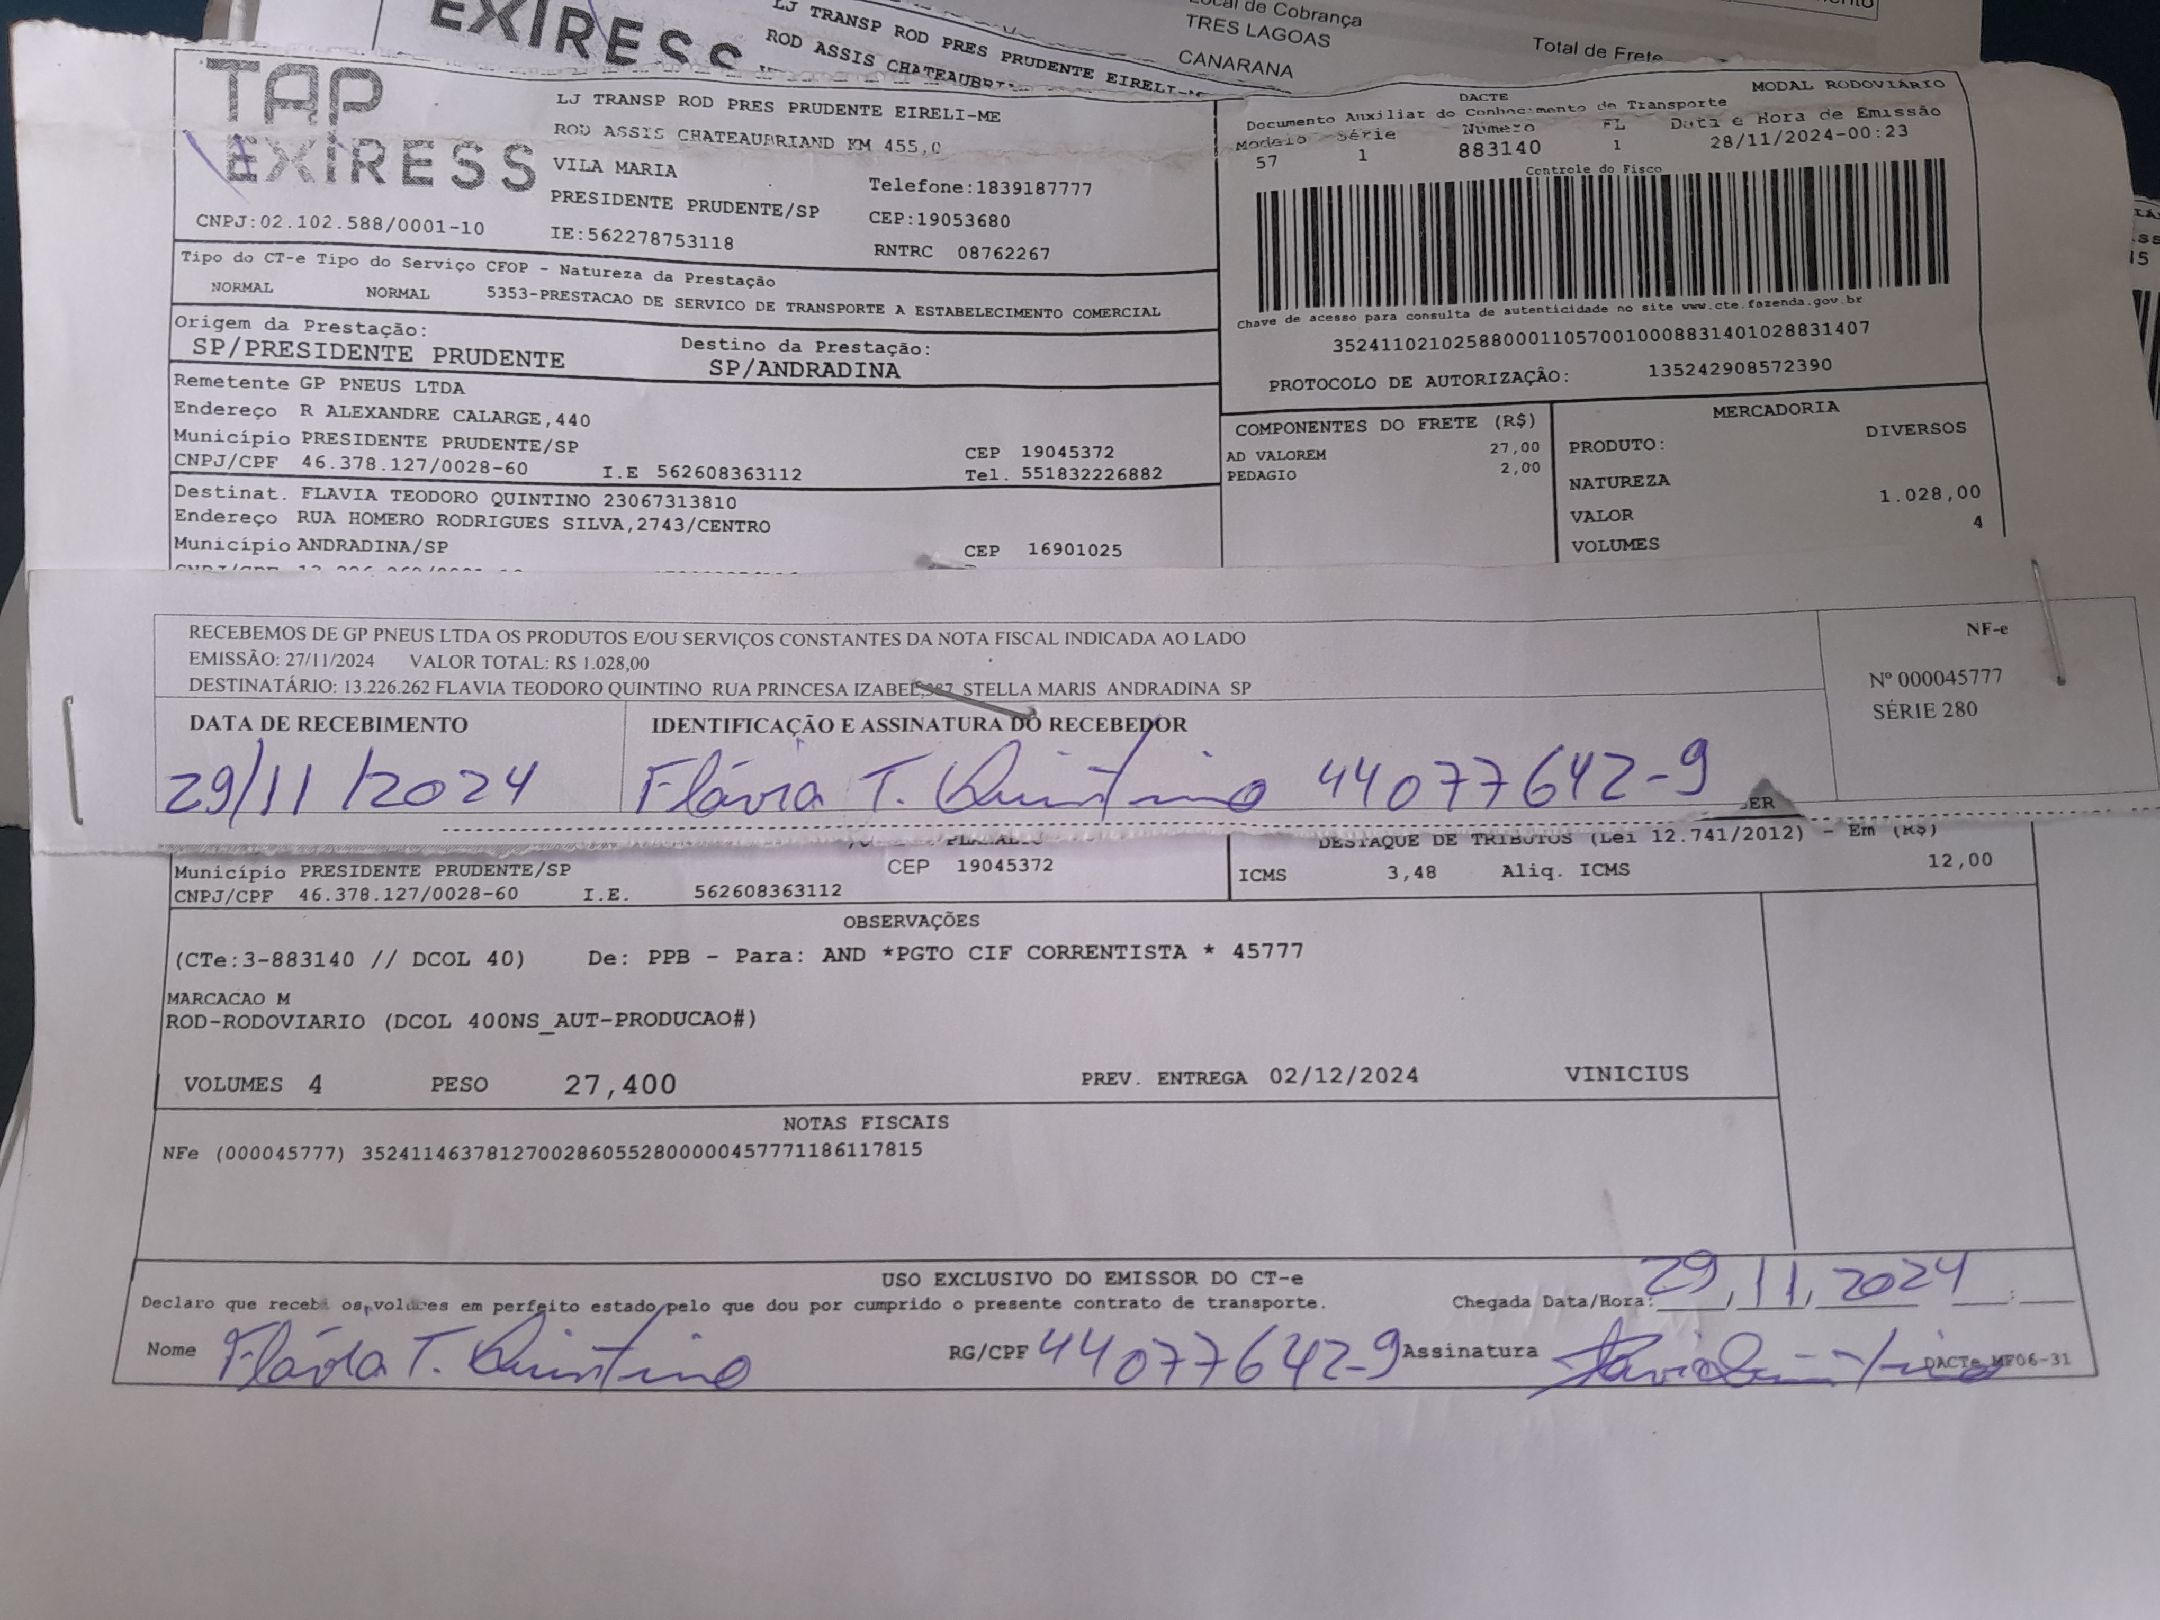 EXIRESS
LJ TRANSP ROD PRES PRUDENTE EIRELI-M
ROD ASSIS CHATEAUBRI
Local de Cobrança
TRES LAGOAS
CANARANA
Total de Frete
TAP
EXIRESS
CNPJ:02.102.588/0001-10
LJ TRANSP ROD PRES PRUDENTE EIRELI-ME
ROD ASSIS CHATEAUBRIAND KM 455,0
VILA MARIA
PRESIDENTE PRUDENTE/SP
IE:562278753118
Telefone:1839187777
CEP:19053680
RNTRC 08762267
DACTE MODAL RODOVIÁRIO
Documento Auxiliar do Conhecimento de Transporte
Modelo Série Número FL Data e Hora de Emissão
57 1 883140 1 28/11/2024-00:23
Controle do Fisco
Chave de acesso para consulta de autenticidade no site www.cte.fazenda.gov.br
35241102102588000110570010008831401028831407
PROTOCOLO DE AUTORIZAÇÃO: 135242908572390
Tipo do CT-e Tipo do Serviço CFOP - Natureza da Prestação
NORMAL NORMAL 5353-PRESTACAO DE SERVICO DE TRANSPORTE A ESTABELECIMENTO COMERCIAL
Origem da Prestação: Destino da Prestação:
SP/PRESIDENTE PRUDENTE SP/ANDRADINA
Remetente GP PNEUS LTDA
Endereço R ALEXANDRE CALARGE,440
Município PRESIDENTE PRUDENTE/SP CEP 19045372
CNPJ/CPF 46.378.127/0028-60 I.E 562608363112 Tel. 551832226882
Destinat. FLAVIA TEODORO QUINTINO 23067313810
Endereço RUA HOMERO RODRIGUES SILVA,2743/CENTRO
Município ANDRADINA/SP CEP 16901025
COMPONENTES DO FRETE (R$)
AD VALOREM 27,00
PEDAGIO 2,00
MERCADORIA
PRODUTO: DIVERSOS
NATUREZA
VALOR 1.028,00
VOLUMES 4
RECEBEMOS DE GP PNEUS LTDA OS PRODUTOS E/OU SERVIÇOS CONSTANTES DA NOTA FISCAL INDICADA AO LADO
EMISSÃO: 27/11/2024 VALOR TOTAL: R$ 1.028,00
DESTINATÁRIO: 13.226.262 FLAVIA TEODORO QUINTINO RUA PRINCESA IZABEL, STELLA MARIS ANDRADINA SP
NF-e
Nº 000045777
SÉRIE 280
DATA DE RECEBIMENTO IDENTIFICAÇÃO E ASSINATURA DO RECEBEDOR
29/11/2024 Flávia T. Quintino 44077642-9
DESTAQUE DE TRIBUTOS (Lei 12.741/2012) - Em (R$)
Município PRESIDENTE PRUDENTE/SP CEP 19045372
CNPJ/CPF 46.378.127/0028-60 I.E. 562608363112
ICMS 3,48 Aliq. ICMS 12,00
OBSERVAÇÕES
(CTe:3-883140 // DCOL 40) De: PPB - Para: AND *PGTO CIF CORRENTISTA * 45777
MARCACAO M
ROD-RODOVIARIO (DCOL 400NS_AUT-PRODUCAO#)
VOLUMES 4 PESO 27,400 PREV. ENTREGA 02/12/2024 VINICIUS
NOTAS FISCAIS
NFe (000045777) 35241146378127002860552800000457771186117815
USO EXCLUSIVO DO EMISSOR DO CT-e
Declaro que recebi os volumes em perfeito estado pelo que dou por cumprido o presente contrato de transporte. Chegada Data/Hora: 29/11/2024
Nome Flávia T. Quintino RG/CPF 44077642-9 Assinatura Flavia Quintino DACTe MF06-31